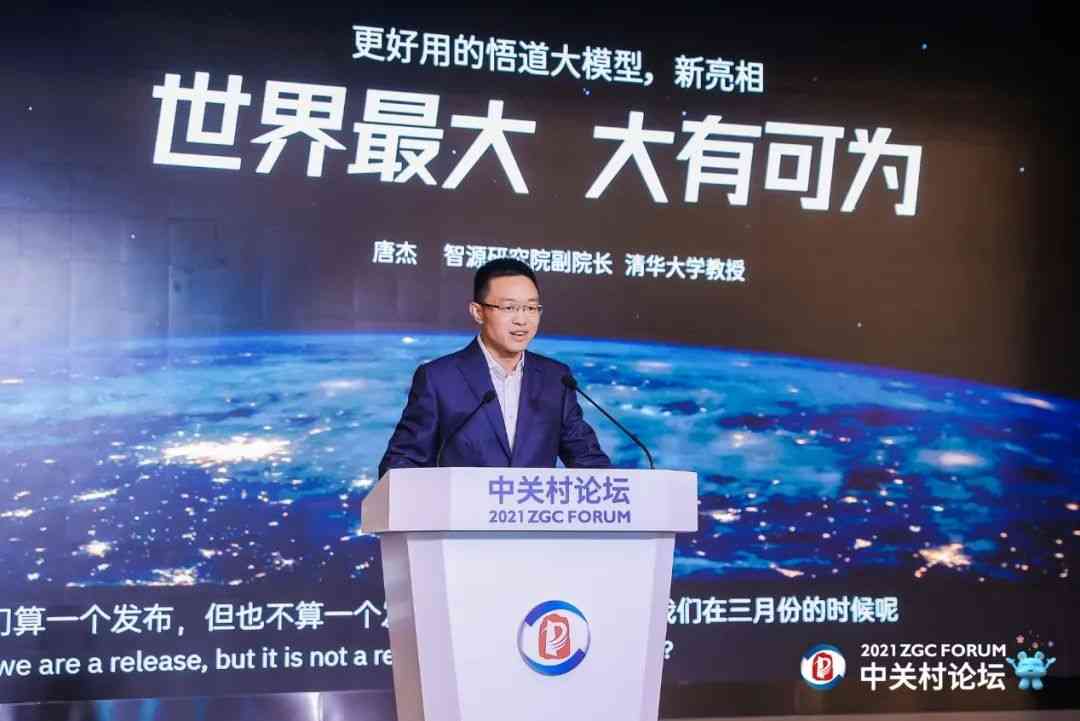 更好用的悟道大模型，新亮相
世界最大 大有可为
唐杰 智源研究院副院长 清华大学教授
中关村论坛
2021 ZGC FORUM
们算一个发布，但也不算一个发
我们在三月份的时候呢
we are a release, but it is not a re
?
2021 ZGC FORUM
中关村论坛